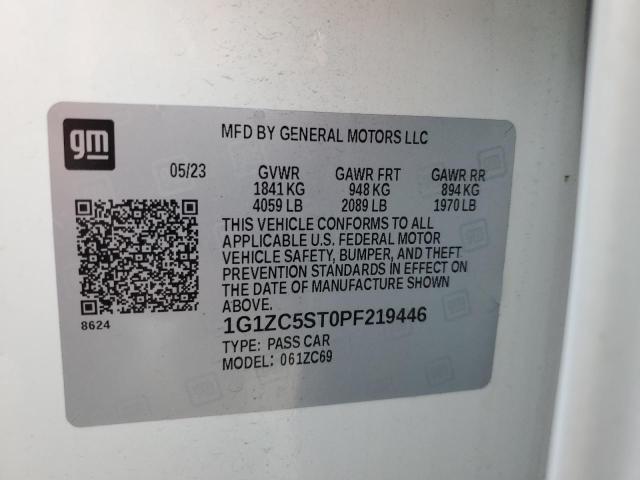 gm
MFD BY GENERAL MOTORS LLC
05/23 GVWR GAWR FRT GAWR RR
1841 KG 948 KG 894 KG
4059 LB 2089 LB 1970 LB
THIS VEHICLE CONFORMS TO ALL
APPLICABLE U.S. FEDERAL MOTOR
VEHICLE SAFETY, BUMPER, AND THEFT
PREVENTION STANDARDS IN EFFECT ON
THE DATE OF MANUFACTURE SHOWN
ABOVE.
8624
1G1ZC5ST0PF219446
TYPE: PASS CAR
MODEL: 061ZC69